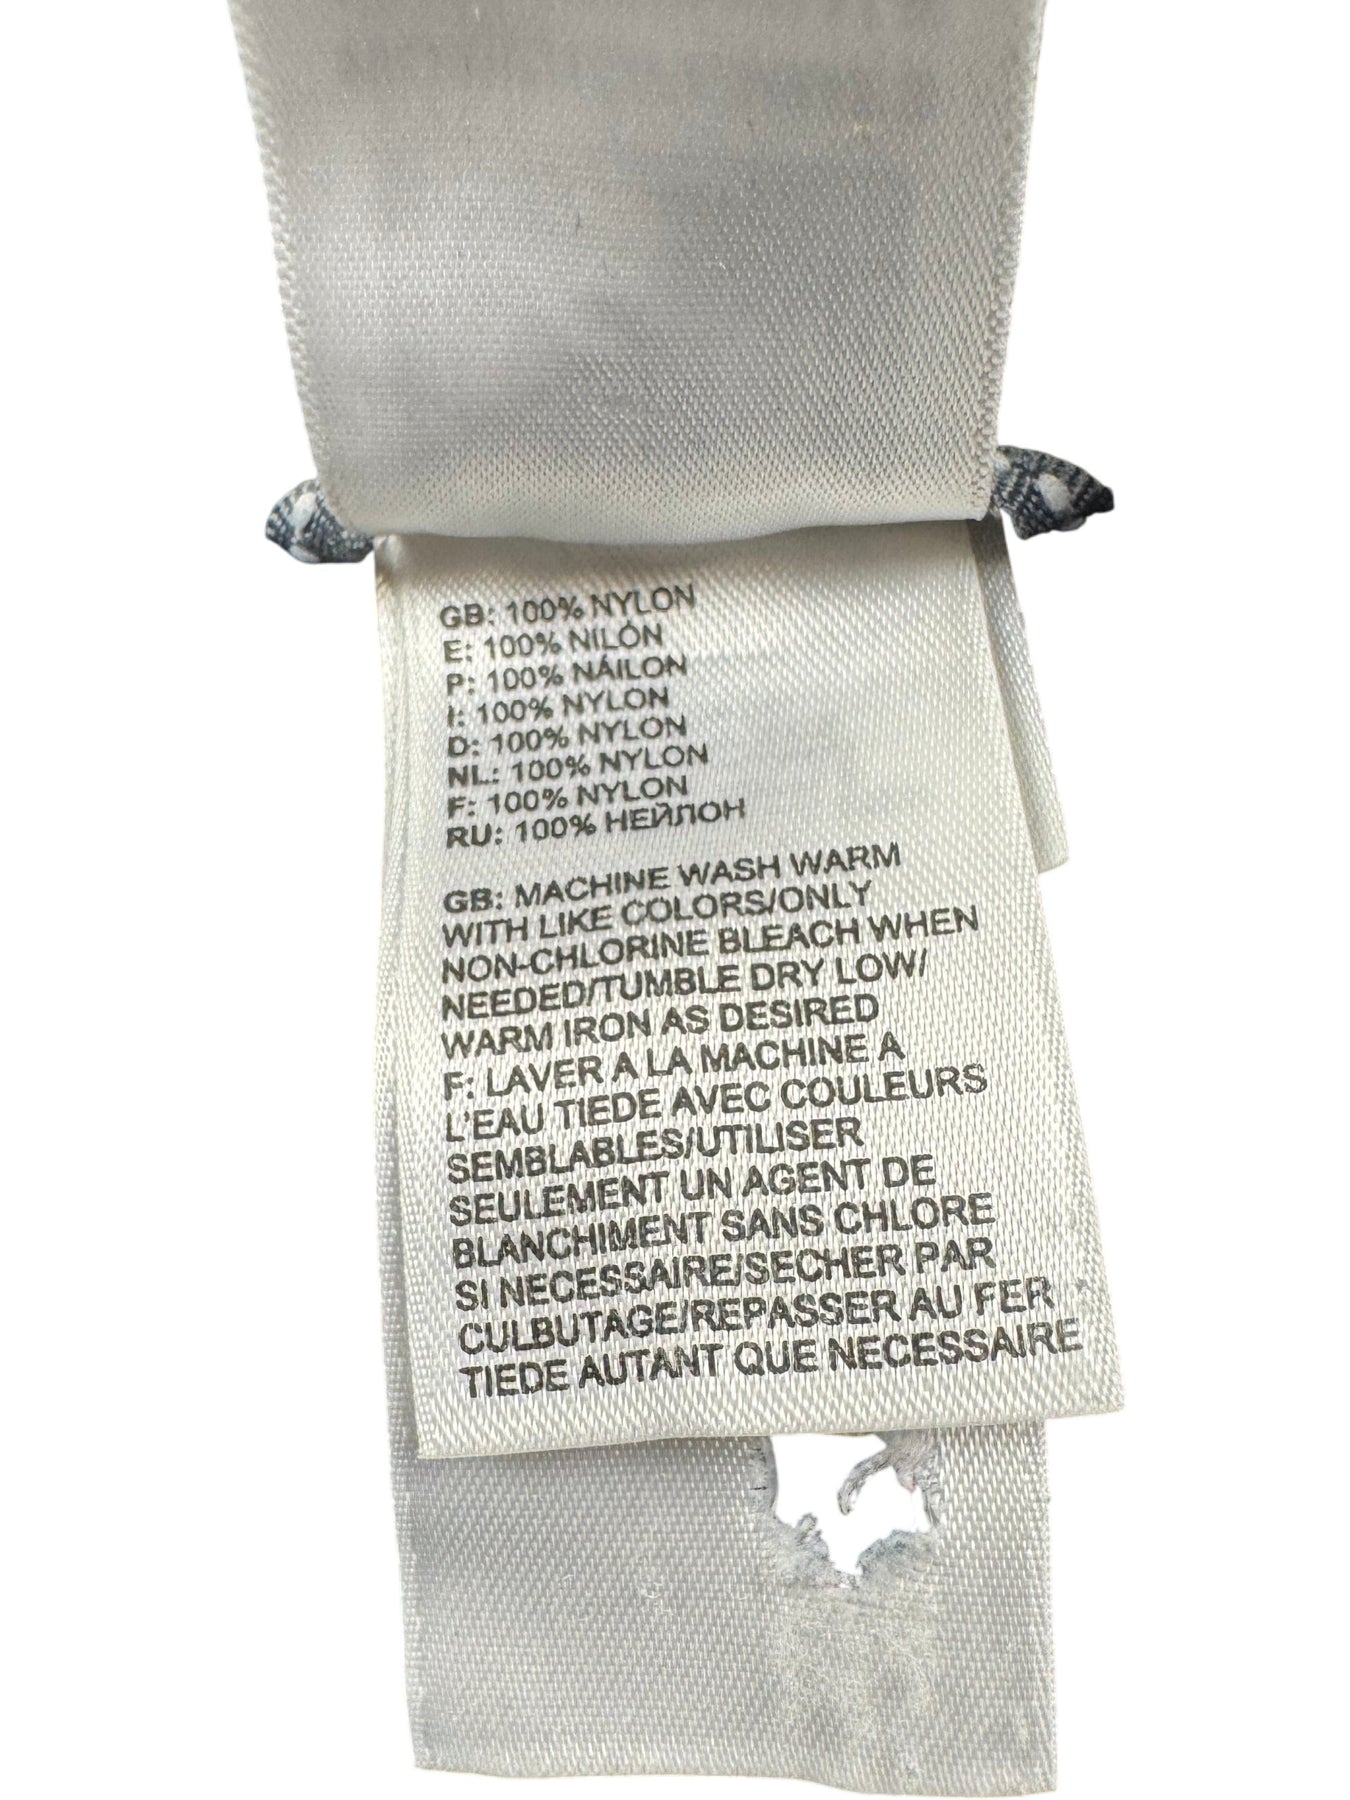 GB: 100% NYLON
E: 100% NILÓN
P: 100% NÁILON
I: 100% NYLON
D: 100% NYLON
NL: 100% NYLON
F: 100% NYLON
RU: 100% НЕЙЛОН
GB: MACHINE WASH WARM
WITH LIKE COLORS/ONLY
NON-CHLORINE BLEACH WHEN
NEEDED/TUMBLE DRY LOW/
WARM IRON AS DESIRED
F: LAVER A LA MACHINE A
L'EAU TIEDE AVEC COULEURS
SEMBLABLES/UTILISER
SEULEMENT UN AGENT DE
BLANCHIMENT SANS CHLORE
SI NECESSAIRE/SECHER PAR
CULBUTAGE/REPASSER AU FER
TIEDE AUTANT QUE NECESSAIRE